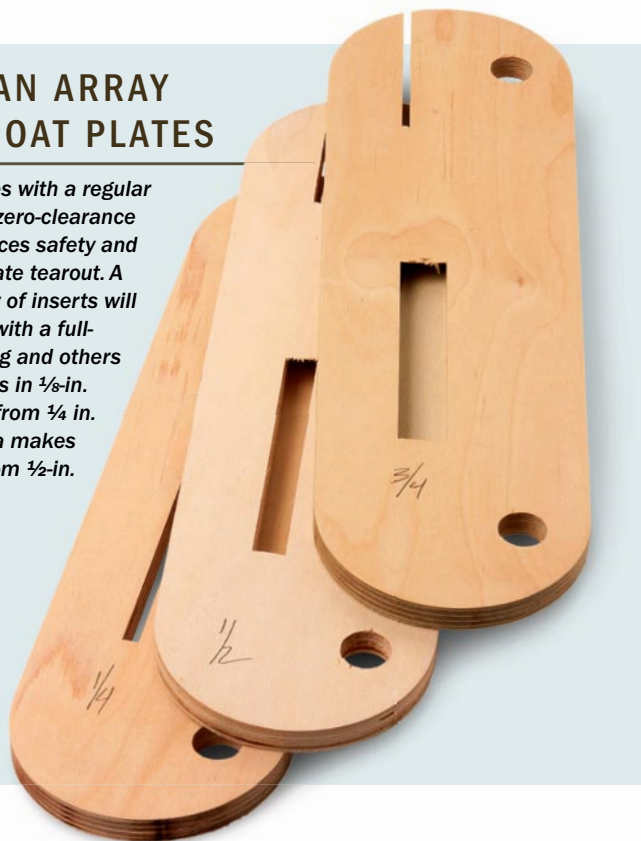 AN ARRAY
OAT PLATES
es with a regular
zero-clearance
ces safety and
ate tearout. A
y of inserts will
with a full-
g and others
s in ⅛-in.
from ¼ in.
a makes
om ½-in.
3/4
1/2
1/4